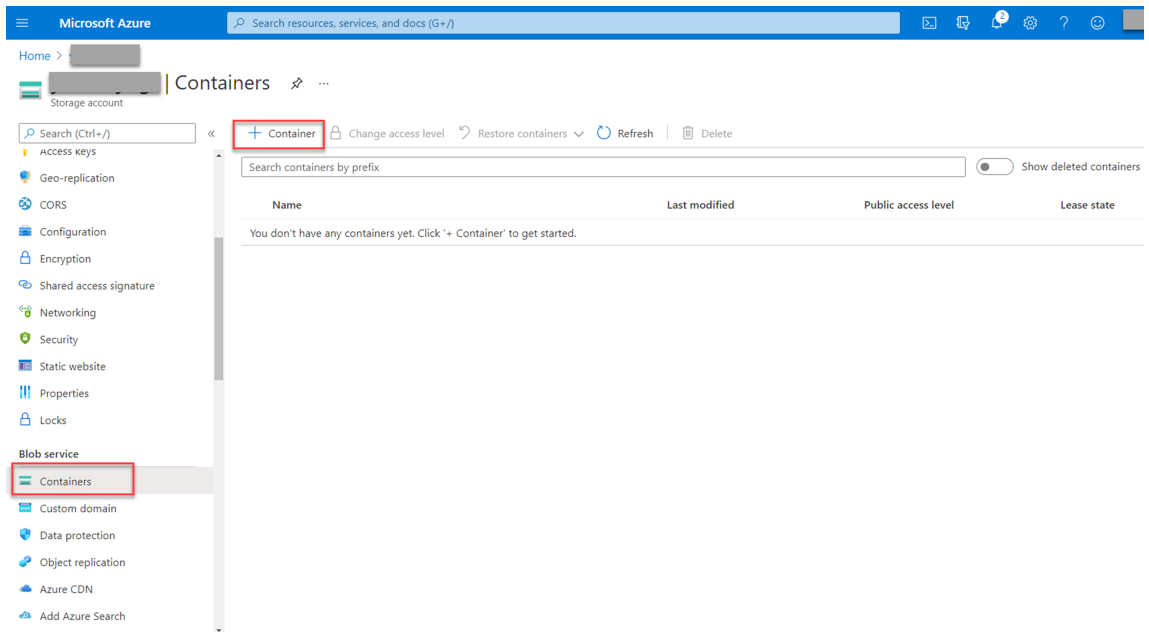 Microsoft Azure
Search resources, services, and docs (G+/)
2
Home >
| Containers
Storage account
Search (Ctrl+/)
«
Access keys
Geo-replication
CORS
Configuration
Encryption
Shared access signature
Networking
Security
Static website
Properties
Locks
Blob service
Containers
Custom domain
Data protection
Object replication
Azure CDN
Add Azure Search
+ Container Change access level Restore containers Refresh Delete
Search containers by prefix
Show deleted containers
Name Last modified Public access level Lease state
You don't have any containers yet. Click '+ Container' to get started.